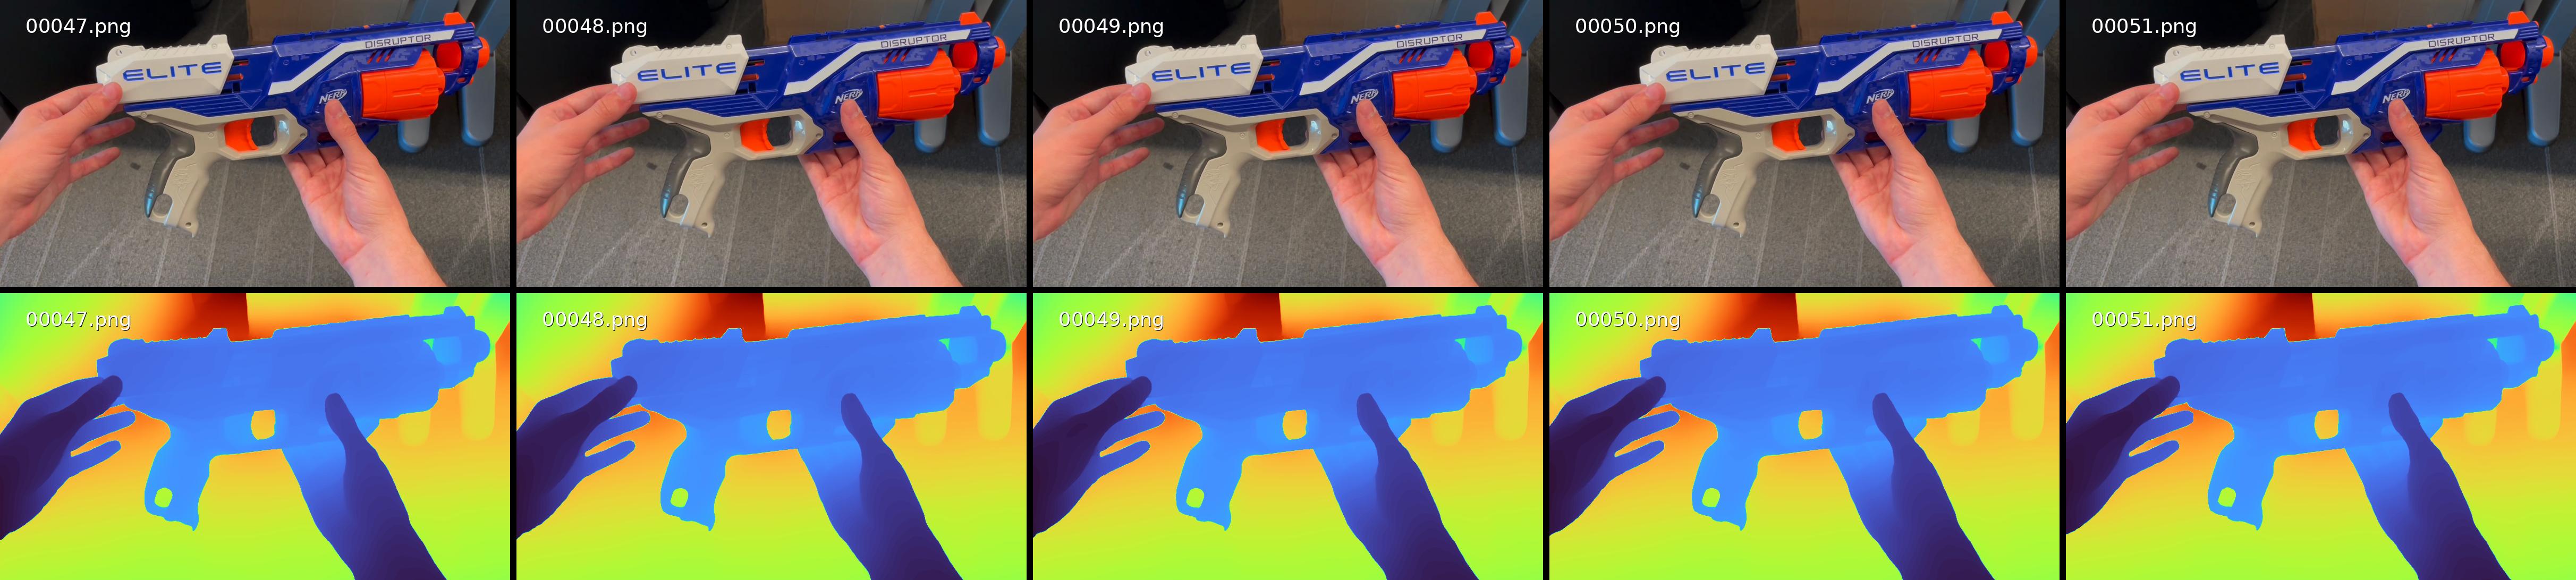 00047.png
DISRUPTOR
ELITE
NERF
00048.png
DISRUPTOR
ELITE
NERF
00049.png
DISRUPTOR
ELITE
NERF
00050.png
DISRUPTOR
ELITE
NERF
00051.png
DISRUPTOR
ELITE
NERF
00047.png
00048.png
00049.png
00050.png
00051.png